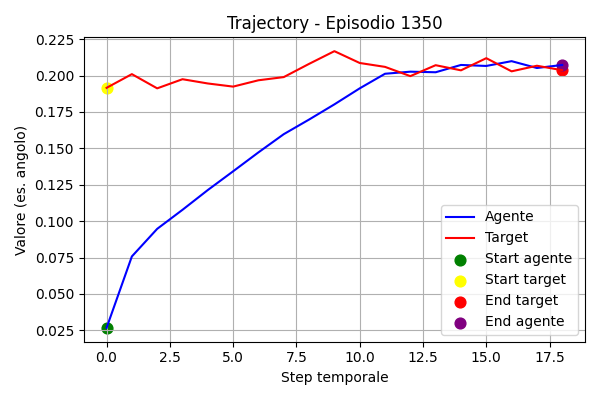 Trajectory - Episodio 1350
Valore (es. angolo)
0.225
0.200
0.175
0.150
0.125
0.100
0.075
0.050
0.025
Agente
Target
Start agente
Start target
End target
End agente
0.0 2.5 5.0 7.5 10.0 12.5 15.0 17.5
Step temporale